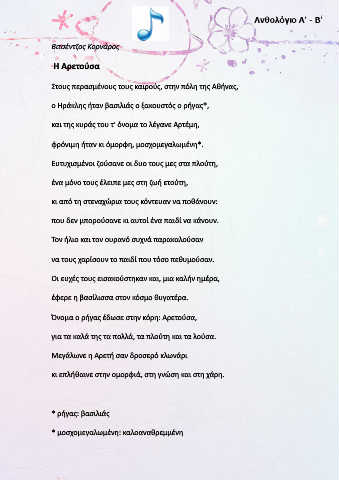 Ανθολόγιο Α' - Β'
Βιτσέντζος Κορνάρος
Η Αρετούσα
Στους περασμένους τους καιρούς, στην πόλη της Αθήνας,
ο Ηράκλης ήταν βασιλιάς ο ξακουστός ο ρήγας*,
και της κυράς του τ' όνομα το λέγανε Αρτέμη,
φρόνιμη ήταν κι όμορφη, μοσχομεγαλωμένη*.
Ευτυχισμένοι ζούσανε οι δυο τους μες στα πλούτη,
ένα μόνο τους έλειπε μες στη ζωή ετούτη,
κι από τη στεναχώρια τους κόντευαν να ποθάνουν:
που δεν μπορούσανε κι αυτοί ένα παιδί να κάνουν.
Τον ήλιο και τον ουρανό συχνά παρακαλούσαν
να τους χαρίσουν το παιδί που τόσο πεθυμούσαν.
Οι ευχές τους εισακούστηκαν και, μια καλήν ημέρα,
έφερε η βασίλισσα στον κόσμο θυγατέρα.
Όνομα ο ρήγας έδωσε στην κόρη: Αρετούσα,
για τα καλά της τα πολλά, τα πλούτη και τα λούσα.
Μεγάλωνε η Αρετή σαν δροσερό κλωνάρι
κι επλήθαινε στην ομορφιά, στη γνώση και στη χάρη.
* ρήγας: βασιλιάς
* μοσχομεγαλωμένη: καλοαναθρεμμένη